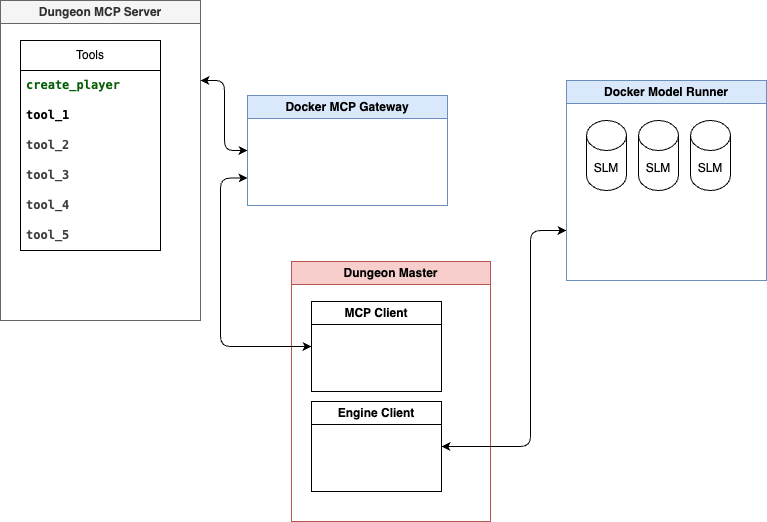 Dungeon MCP Server
Tools
create_player
tool_1
tool_2
tool_3
tool_4
tool_5
Docker MCP Gateway
Docker Model Runner
SLM
SLM
SLM
Dungeon Master
MCP Client
Engine Client